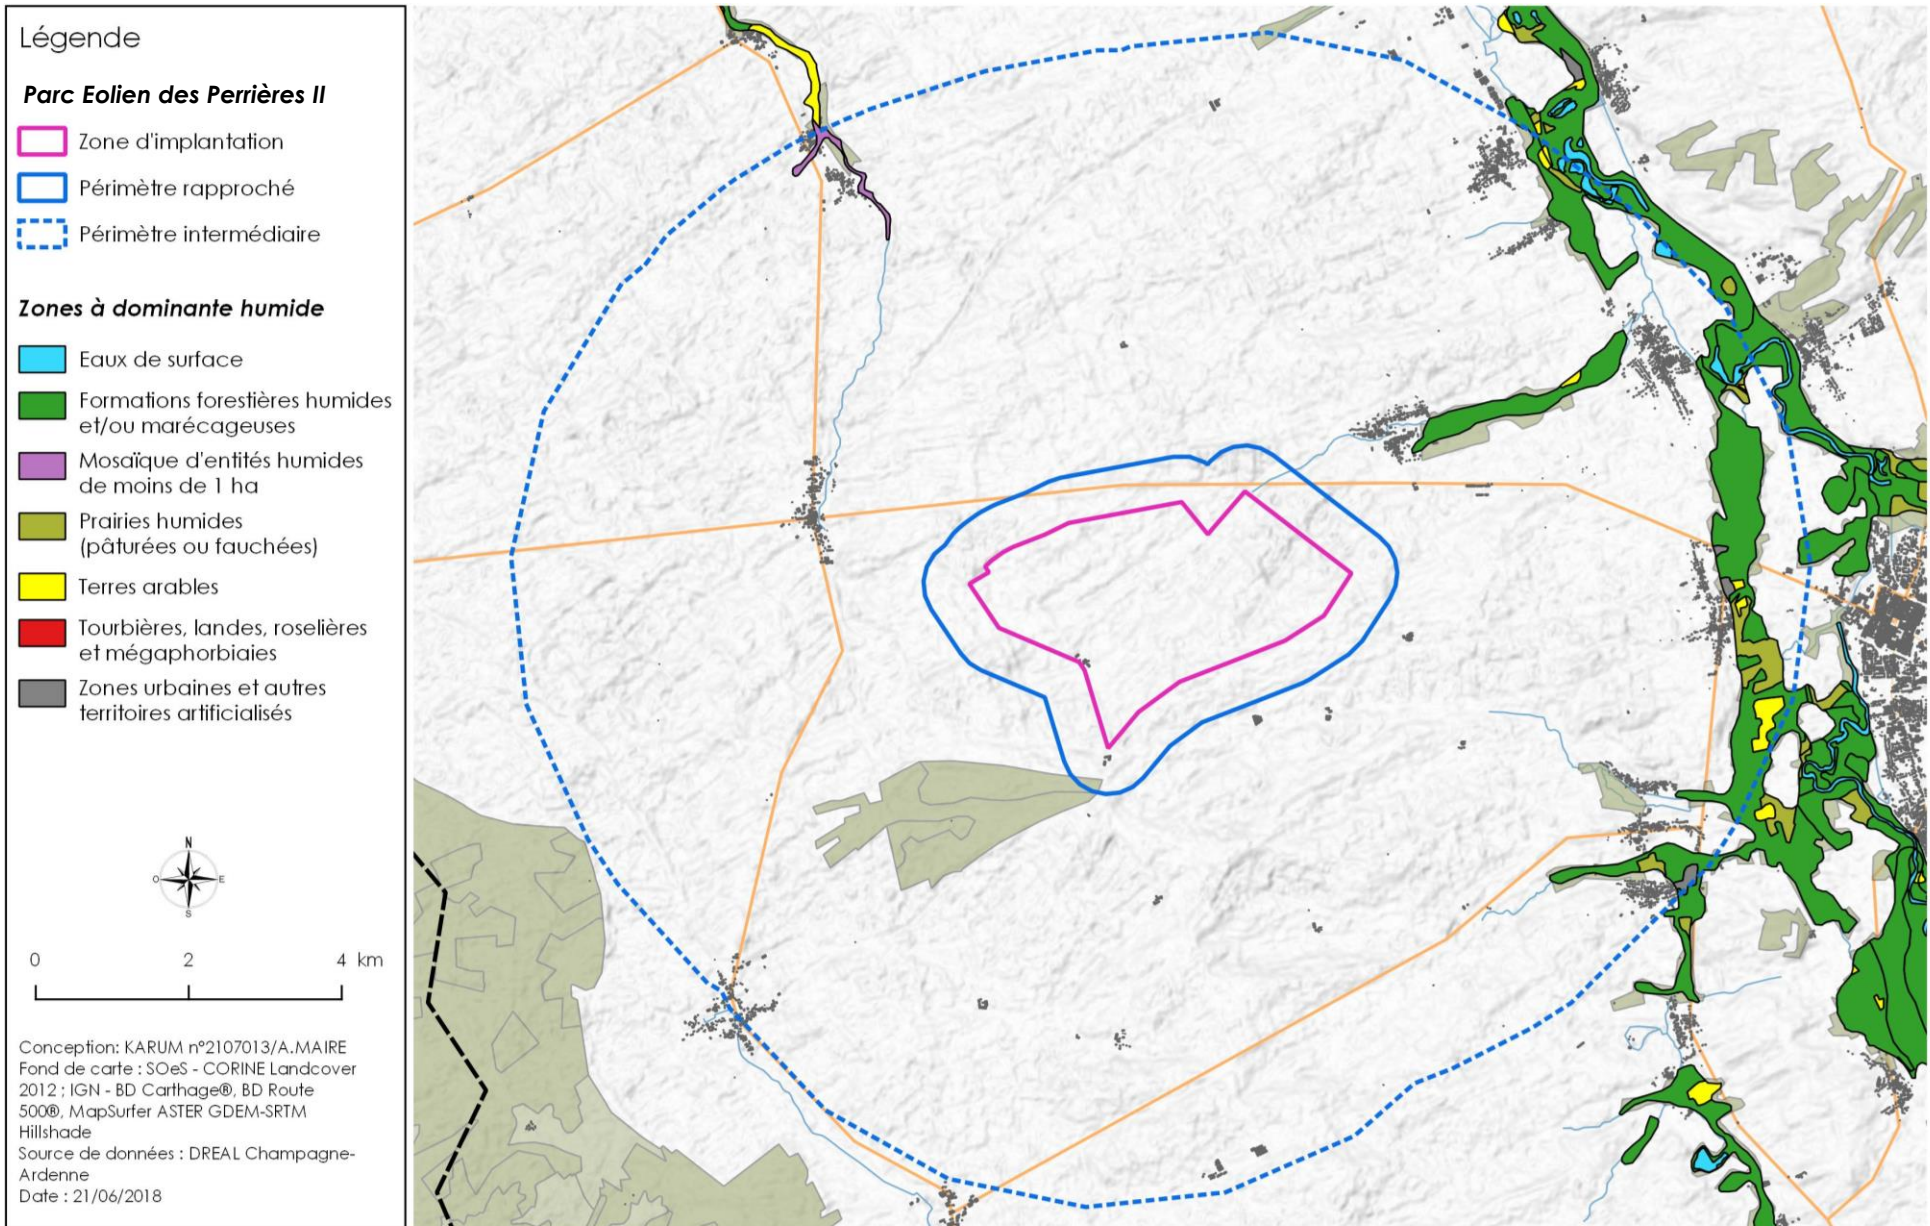 Légende
Parc Eolien des Perrières II
Zone d'implantation
Périmètre rapproché
Périmètre intermédiaire
Zones à dominante humide
Eaux de surface
Formations forestières humides
et/ou marécageuses
Mosaïque d'entités humides
de moins de 1 ha
Prairies humides
(pâturées ou fauchées)
Terres arables
Tourbières, landes, roselières
et mégaphorbiaies
Zones urbaines et autres
territoires artificialisés
N
O E
S
0 2 4 km
Conception: KARUM n°2107013/A.MAIRE
Fond de carte : SOeS - CORINE Landcover
2012 ; IGN - BD Carthage®, BD Route
500®, MapSurfer ASTER GDEM-SRTM
Hillshade
Source de données : DREAL Champagne-
Ardenne
Date : 21/06/2018